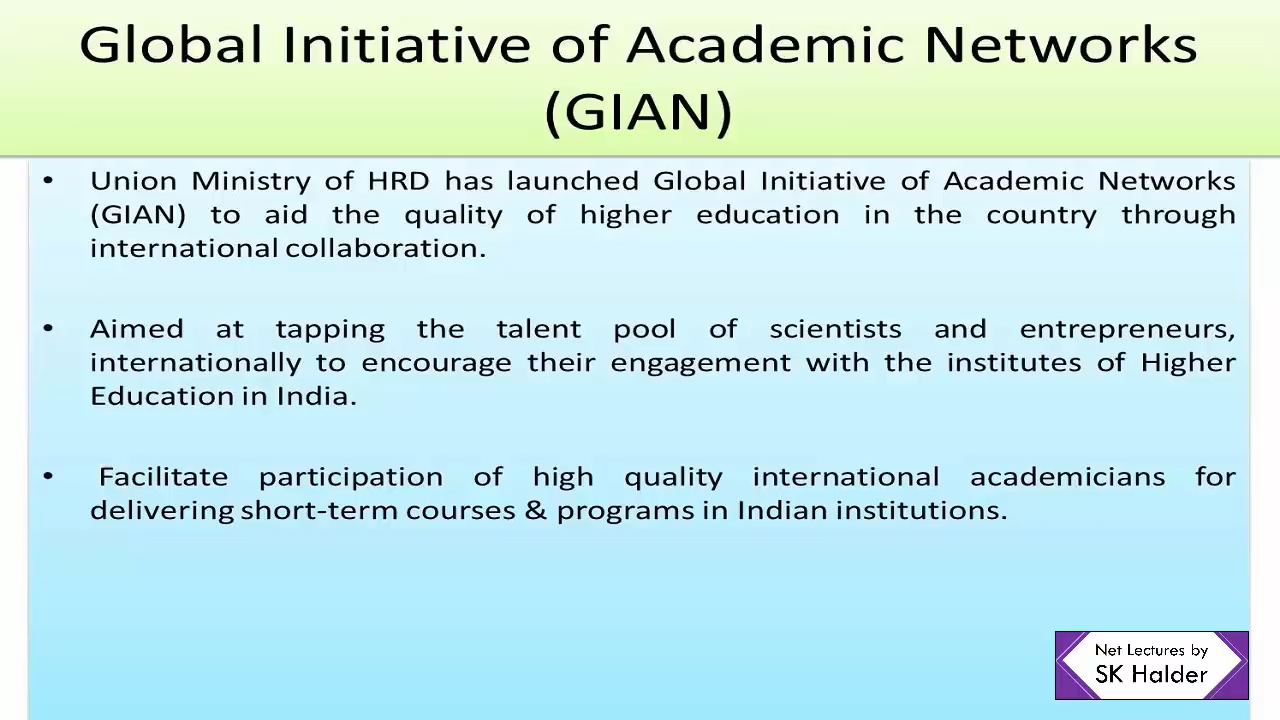 Global Initiative of Academic Networks
(GIAN)
• Union Ministry of HRD has launched Global Initiative of Academic Networks
(GIAN) to aid the quality of higher education in the country through
international collaboration.
• Aimed at tapping the talent pool of scientists and entrepreneurs,
internationally to encourage their engagement with the institutes of Higher
Education in India.
• Facilitate participation of high quality international academicians for
delivering short-term courses & programs in Indian institutions.
Net Lectures by
SK Halder